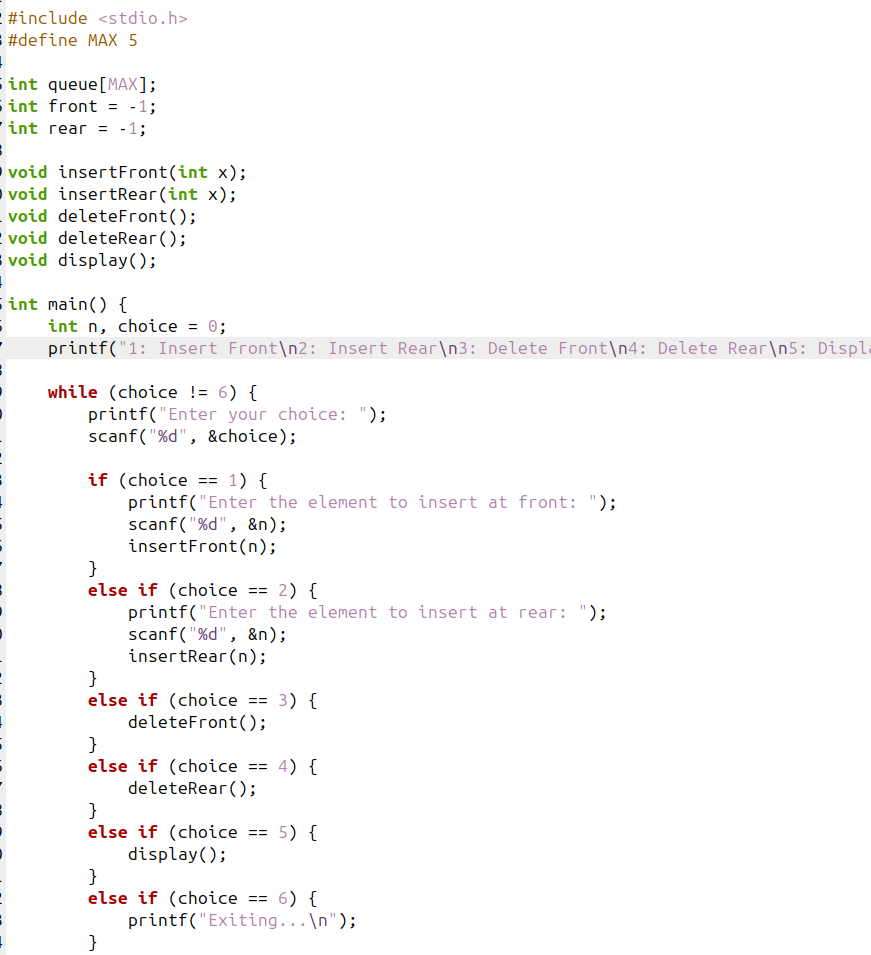 #include <stdio.h>
#define MAX 5
int queue[MAX];
int front = -1;
int rear = -1;
void insertFront(int x);
void insertRear(int x);
void deleteFront();
void deleteRear();
void display();
int main() {
    int n, choice = 0;
    printf("1: Insert Front\n2: Insert Rear\n3: Delete Front\n4: Delete Rear\n5: Displa
    while (choice != 6) {
        printf("Enter your choice: ");
        scanf("%d", &choice);
        if (choice == 1) {
            printf("Enter the element to insert at front: ");
            scanf("%d", &n);
            insertFront(n);
        }
        else if (choice == 2) {
            printf("Enter the element to insert at rear: ");
            scanf("%d", &n);
            insertRear(n);
        }
        else if (choice == 3) {
            deleteFront();
        }
        else if (choice == 4) {
            deleteRear();
        }
        else if (choice == 5) {
            display();
        }
        else if (choice == 6) {
            printf("Exiting...\n");
        }